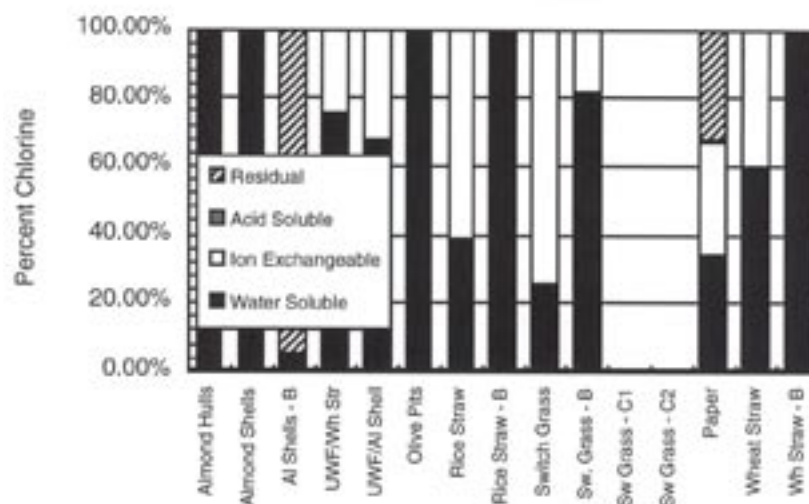 100.00%
80.00%
60.00%
40.00%
20.00%
0.00%
Percent Chlorine
Residual
Acid Soluble
Ion Exchangeable
Water Soluble
Almond Hulls
Almond Shells
Al Shells - B
UWF/Wh Str
UWF/Al Shell
Olive Pits
Rice Straw
Rice Straw - B
Switch Grass
Sw. Grass - B
Sw Grass - C1
Sw Grass - C2
Paper
Wheat Straw
Wh Straw - B